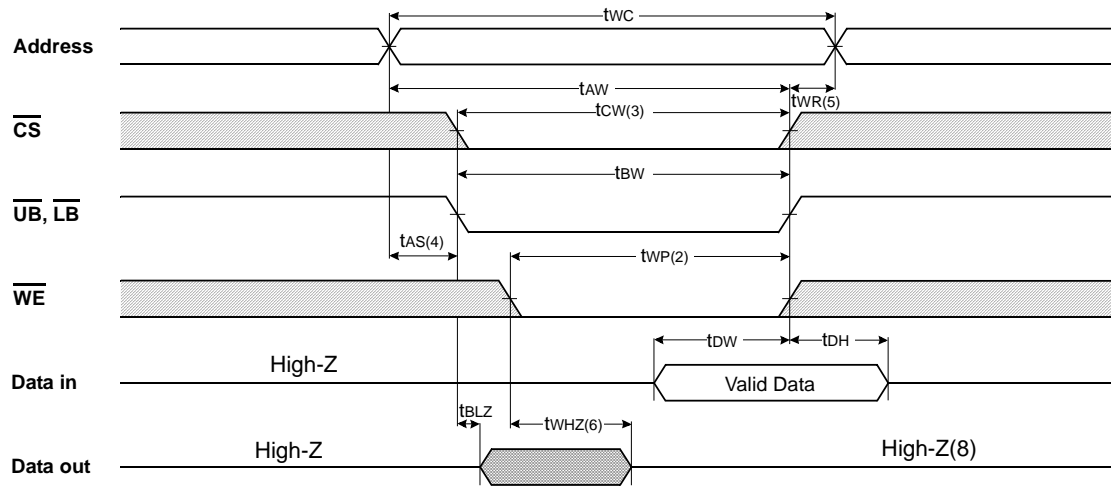 tWC
Address
tAW
tWR(5)
tCW(3)
CS
tBW
UB, LB
tAS(4)
tWP(2)
WE
tDW
tDH
High-Z
Data in
Valid Data
tBLZ
tWHZ(6)
High-Z
High-Z(8)
Data out